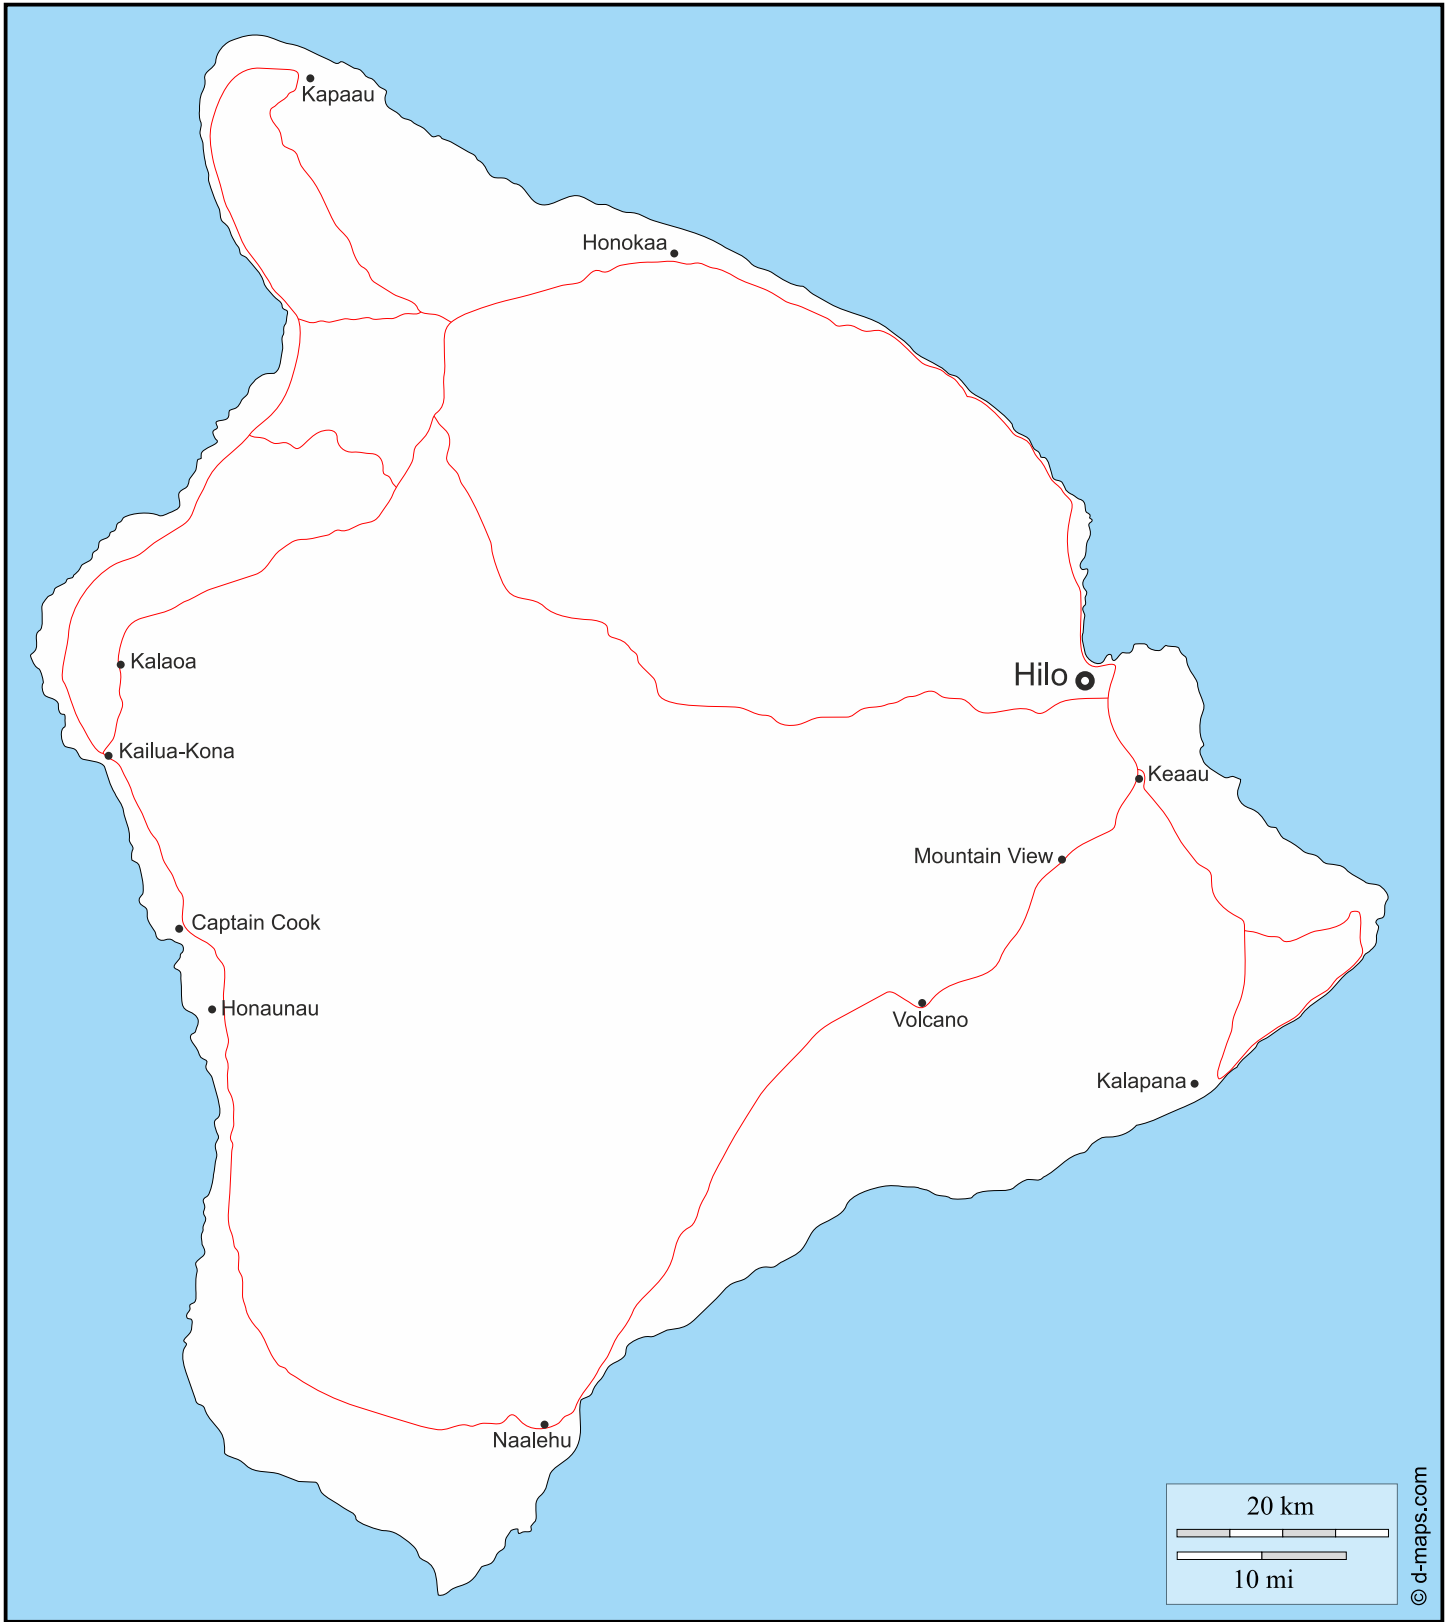 Kapaau
Honokaa
Kalaoa
Hilo
Kailua-Kona
Keaau
Mountain View
Captain Cook
Honaunau
Volcano
Kalapana
Naalehu
20 km
10 mi
© d-maps.com